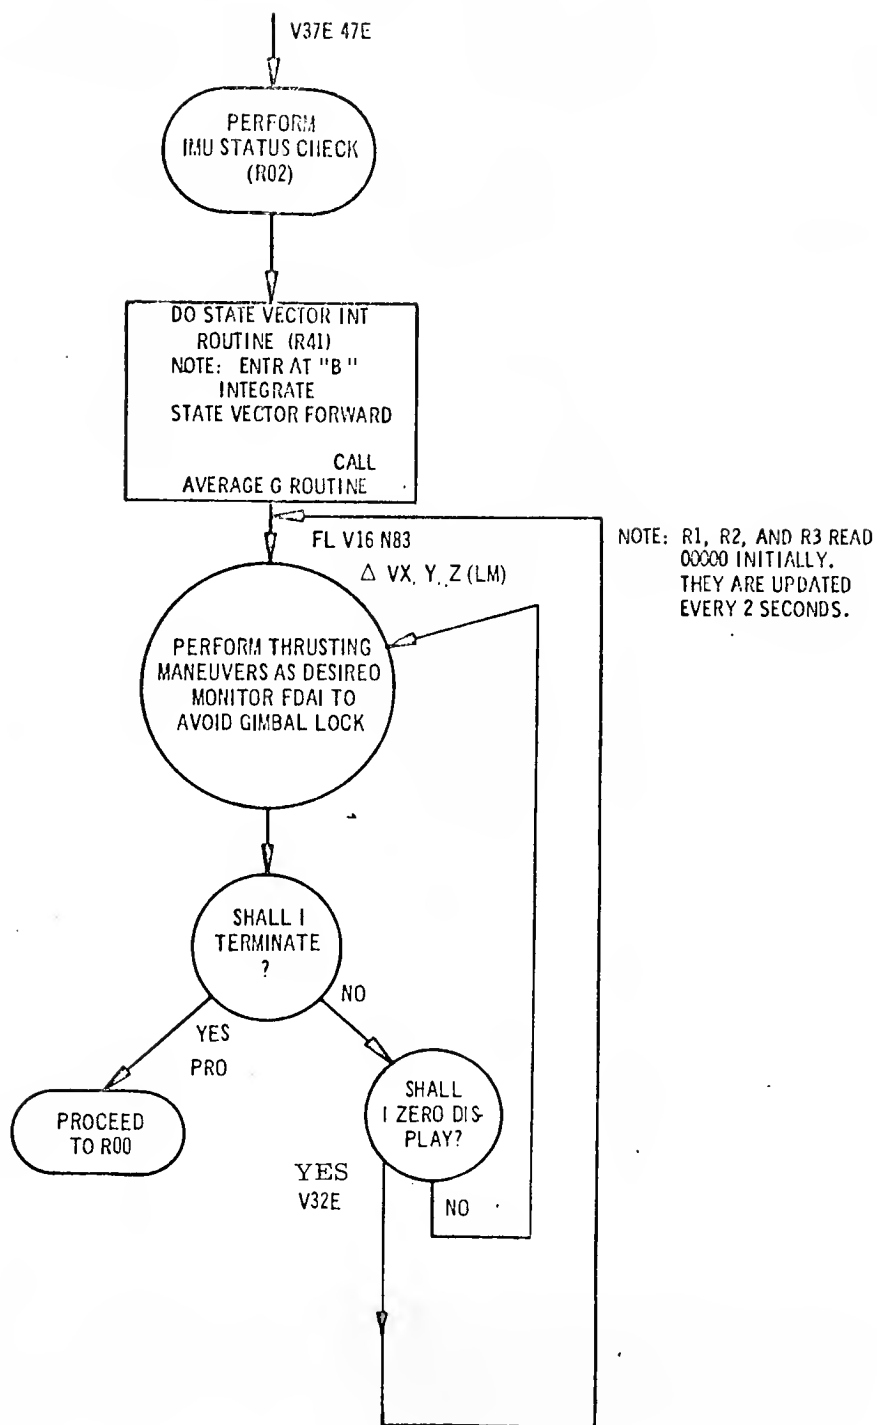 V37E 47E
PERFORM
IMU STATUS CHECK
(R02)
DO STATE VECTOR INT
ROUTINE (R41)
NOTE: ENTR AT "B"
INTEGRATE
STATE VECTOR FORWARD
CALL
AVERAGE G ROUTINE
FL V16 N83
Δ VX, Y, Z (LM)
NOTE: R1, R2, AND R3 READ
00000 INITIALLY.
THEY ARE UPDATED
EVERY 2 SECONDS.
PERFORM THRUSTING
MANEUVERS AS DESIRED
MONITOR FDAI TO
AVOID GIMBAL LOCK
SHALL I
TERMINATE
?
NO
YES
PRO
PROCEED
TO R00
SHALL
I ZERO DIS-
PLAY?
YES
V32E
NO